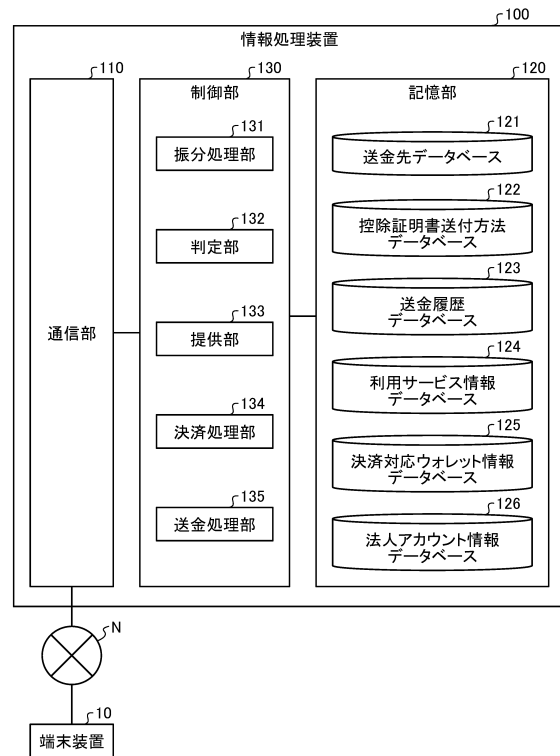 100
情報処理装置
110
通信部
130
制御部
131
振分処理部
132
判定部
133
提供部
134
決済処理部
135
送金処理部
120
記憶部
121
送金先データベース
122
控除証明書送付方法
データベース
123
送金履歴
データベース
124
利用サービス情報
データベース
125
決済対応ウォレット情報
データベース
126
法人アカウント情報
データベース
N
10
端末装置